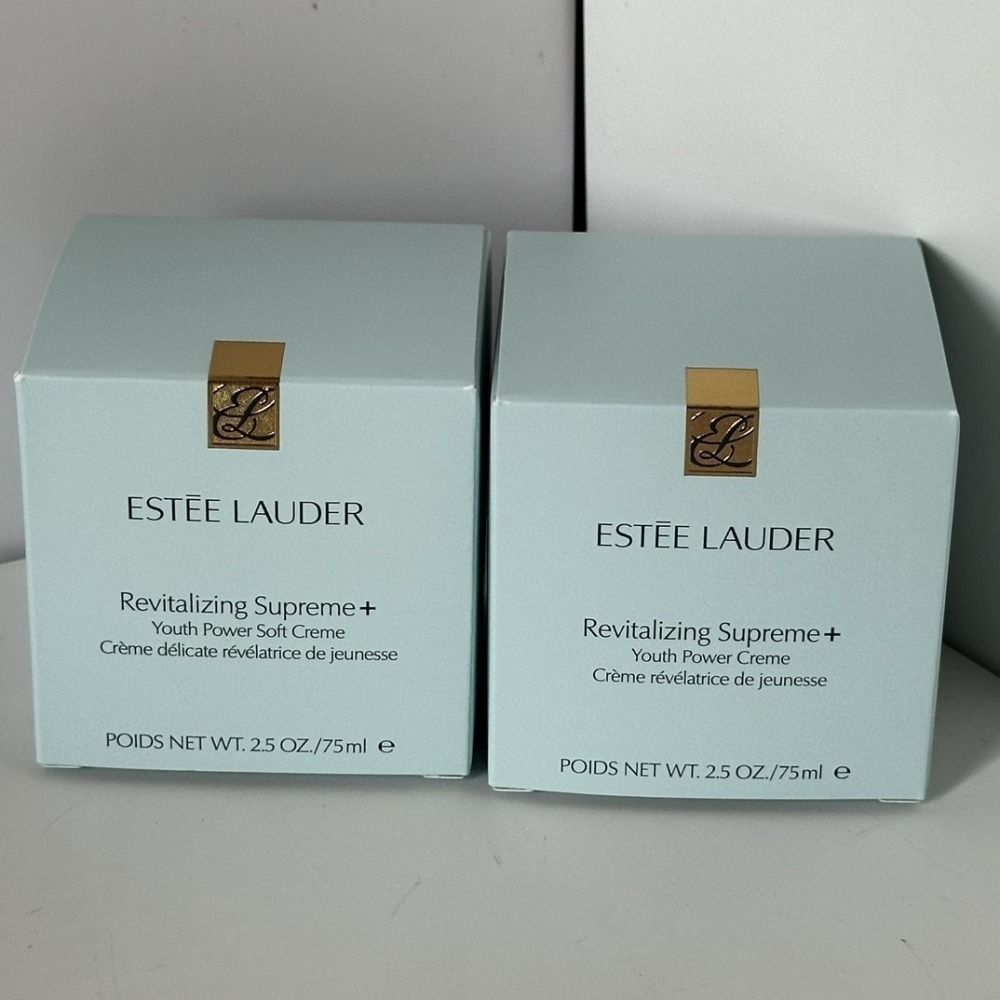 EL
ESTĒE LAUDER
Revitalizing Supreme+
Youth Power Soft Creme
Crème délicate révélatrice de jeunesse
POIDS NET WT. 2.5 OZ./75ml ℮
EL
ESTĒE LAUDER
Revitalizing Supreme+
Youth Power Creme
Crème révélatrice de jeunesse
POIDS NET WT. 2.5 OZ./75ml ℮